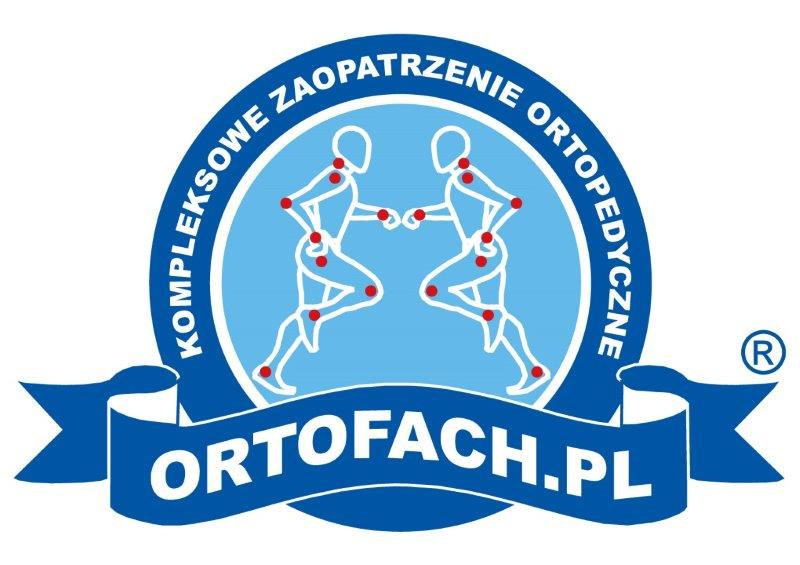 KOMPLEKSOWE ZAOPATRZENIE ORTOPEDYCZNE
®
ORTOFACH.PL